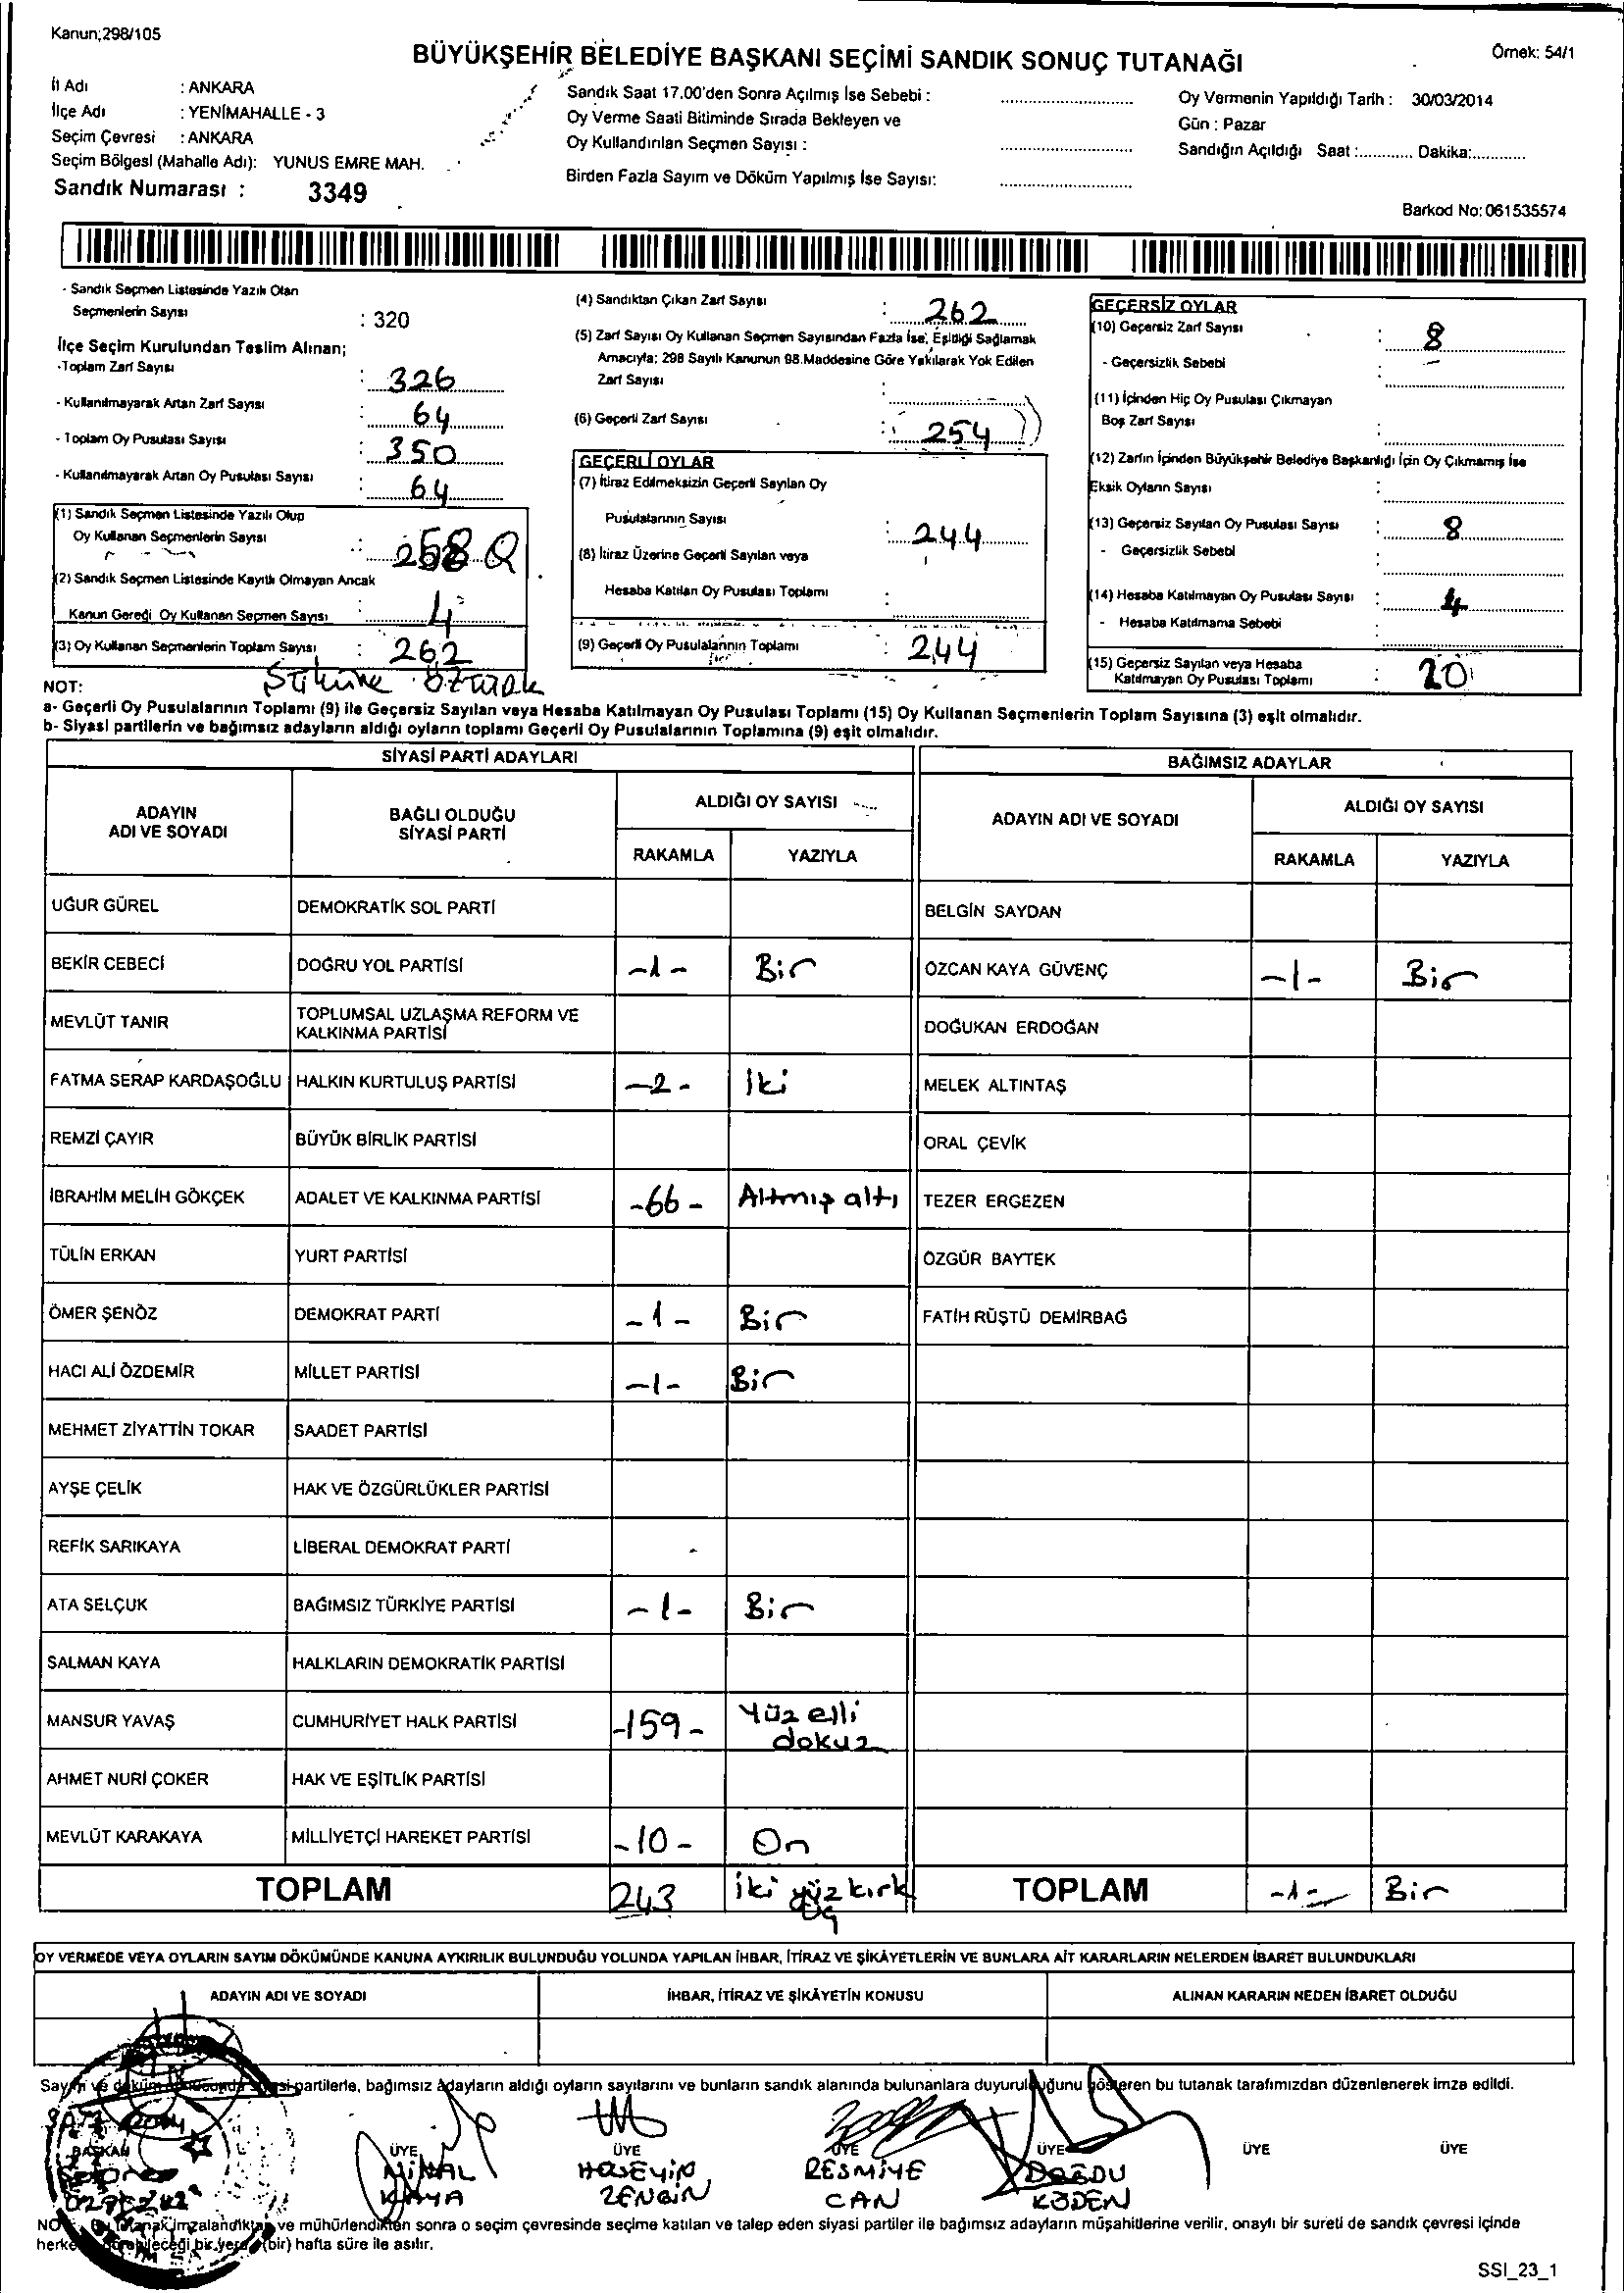 Kanun;298/105
BÜYÜKŞEHİR BELEDİYE BAŞKANI SEÇİMİ SANDIK SONUÇ TUTANAĞI
Örnek: 54/1
İl Adı : ANKARA
İlçe Adı : YENİMAHALLE - 3
Seçim Çevresi : ANKARA
Seçim Bölgesi (Mahalle Adı): YUNUS EMRE MAH.
Sandık Numarası : 3349
Sandık Saat 17.00'den Sonra Açılmış İse Sebebi :
Oy Verme Saati Bitiminde Sırada Bekleyen ve
Oy Kullandırılan Seçmen Sayısı :
Birden Fazla Sayım ve Döküm Yapılmış İse Sayısı:
Oy Vermenin Yapıldığı Tarih : 30/03/2014
Gün : Pazar
Sandığın Açıldığı Saat :............ Dakika:............
Barkod No: 061535574
- Sandık Seçmen Listesinde Yazılı Olan
Seçmenlerin Sayısı : 320
İlçe Seçim Kurulundan Teslim Alınan;
-Toplam Zarf Sayısı : 326
- Kullanılmayarak Artan Zarf Sayısı : 64
- Toplam Oy Pusulası Sayısı : 350
- Kullanılmayarak Artan Oy Pusulası Sayısı : 64
(1) Sandık Seçmen Listesinde Yazılı Olup
Oy Kullanan Seçmenlerin Sayısı : 258
(2) Sandık Seçmen Listesinde Kayıtlı Olmayan Ancak
Kanun Gereği Oy Kullanan Seçmen Sayısı : 4
(3) Oy Kullanan Seçmenlerin Toplam Sayısı : 262
(4) Sandıktan Çıkan Zarf Sayısı : 262
(5) Zarf Sayısı Oy Kullanan Seçmen Sayısından Fazla İse, Eşitliği Sağlamak
Amacıyla; 298 Sayılı Kanunun 98.Maddesine Göre Yakılarak Yok Edilen
Zarf Sayısı :
(6) Geçerli Zarf Sayısı : 254
GEÇERLİ OYLAR
(7) İtiraz Edilmeksizin Geçerli Sayılan Oy
Pusulalarının Sayısı : 244
(8) İtiraz Üzerine Geçerli Sayılan veya
Hesaba Katılan Oy Pusulası Toplamı :
(9) Geçerli Oy Pusulalarının Toplamı : 244
GEÇERSİZ OYLAR
(10) Geçersiz Zarf Sayısı : 8
- Geçersizlik Sebebi :
(11) İçinden Hiç Oy Pusulası Çıkmayan
Boş Zarf Sayısı :
(12) Zarfın İçinden Büyükşehir Belediye Başkanlığı İçin Oy Çıkmamış İse
Eksik Oyların Sayısı :
(13) Geçersiz Sayılan Oy Pusulası Sayısı : 8
- Geçersizlik Sebebi :
(14) Hesaba Katılmayan Oy Pusulası Sayısı : 4
- Hesaba Katılmama Sebebi :
(15) Geçersiz Sayılan veya Hesaba
Katılmayan Oy Pusulası Toplamı : 20
NOT:
a- Geçerli Oy Pusulalarının Toplamı (9) ile Geçersiz Sayılan veya Hesaba Katılmayan Oy Pusulası Toplamı (15) Oy Kullanan Seçmenlerin Toplam Sayısına (3) eşit olmalıdır.
b- Siyasi partilerin ve bağımsız adayların aldığı oyların toplamı Geçerli Oy Pusulalarının Toplamına (9) eşit olmalıdır.
SİYASİ PARTİ ADAYLARI
BAĞIMSIZ ADAYLAR
ADAYIN ADI VE SOYADI
BAĞLI OLDUĞU SİYASİ PARTİ
ALDIĞI OY SAYISI
RAKAMLA YAZIYLA
ADAYIN ADI VE SOYADI
ALDIĞI OY SAYISI
RAKAMLA YAZIYLA
UĞUR GÜREL DEMOKRATİK SOL PARTİ BELGİN SAYDAN
BEKİR CEBECİ DOĞRU YOL PARTİSİ -1- Bir ÖZCAN KAYA GÜVENÇ -1- Bir
MEVLÜT TANIR TOPLUMSAL UZLAŞMA REFORM VE KALKINMA PARTİSİ DOĞUKAN ERDOĞAN
FATMA SERAP KARDAŞOĞLU HALKIN KURTULUŞ PARTİSİ -2- İki MELEK ALTINTAŞ
REMZİ ÇAYIR BÜYÜK BİRLİK PARTİSİ ORAL ÇEVİK
İBRAHİM MELİH GÖKÇEK ADALET VE KALKINMA PARTİSİ -66- Altmış altı TEZER ERGEZEN
TÜLİN ERKAN YURT PARTİSİ ÖZGÜR BAYTEK
ÖMER ŞENÖZ DEMOKRAT PARTİ -1- Bir FATİH RÜŞTÜ DEMİRBAĞ
HACI ALİ ÖZDEMİR MİLLET PARTİSİ -1- Bir
MEHMET ZİYATTİN TOKAR SAADET PARTİSİ
AYŞE ÇELİK HAK VE ÖZGÜRLÜKLER PARTİSİ
REFİK SARIKAYA LİBERAL DEMOKRAT PARTİ
ATA SELÇUK BAĞIMSIZ TÜRKİYE PARTİSİ -1- Bir
SALMAN KAYA HALKLARIN DEMOKRATİK PARTİSİ
MANSUR YAVAŞ CUMHURİYET HALK PARTİSİ -159- Yüz elli dokuz
AHMET NURİ ÇOKER HAK VE EŞİTLİK PARTİSİ
MEVLÜT KARAKAYA MİLLİYETÇİ HAREKET PARTİSİ -10- On
TOPLAM 243 iki yüz kırk üç TOPLAM -1- Bir
OY VERMEDE VEYA OYLARIN SAYIM DÖKÜMÜNDE KANUNA AYKIRILIK BULUNDUĞU YOLUNDA YAPILAN İHBAR, İTİRAZ VE ŞİKÂYETLERİN VE BUNLARA AİT KARARLARIN NELERDEN İBARET BULUNDUKLARI
ADAYIN ADI VE SOYADI İHBAR, İTİRAZ VE ŞİKÂYETİN KONUSU ALINAN KARARIN NEDEN İBARET OLDUĞU
Sayım ve döküm sonucunda siyasi partilerle, bağımsız adayların aldığı oyların sayılarını ve bunların sandık alanında bulunanlara duyurulduğunu gösteren bu tutanak tarafımızdan düzenlenerek imza edildi.
BAŞKAN ÜYE ÜYE ÜYE ÜYE ÜYE ÜYE
KAYA
HÜSEYİN ZENGİN
RESMİYE CAN
NOT: Bu tutanak imzalandıktan ve mühürlendikten sonra o seçim çevresinde seçime katılan ve talep eden siyasi partiler ile bağımsız adayların müşahitlerine verilir, onaylı bir sureti de sandık çevresi içinde
herkesin görebileceği bir yere (bir) hafta süre ile asılır.
SSI_23_1